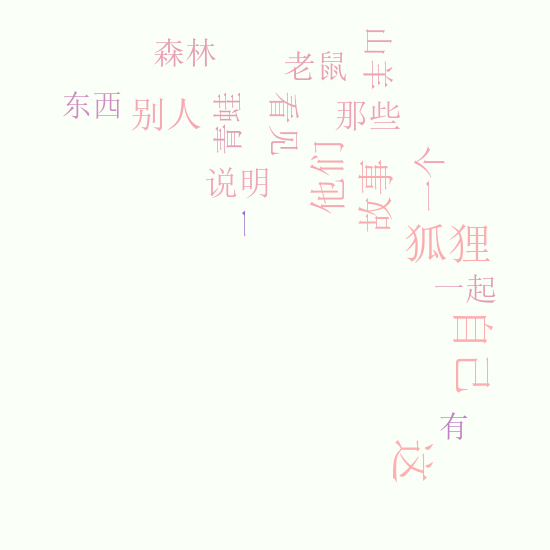 山羊
森林
老鼠
东西
别人
青蛙
看见
那些
他们
故事
一个
说明
一
狐狸
一起
自己
有
这